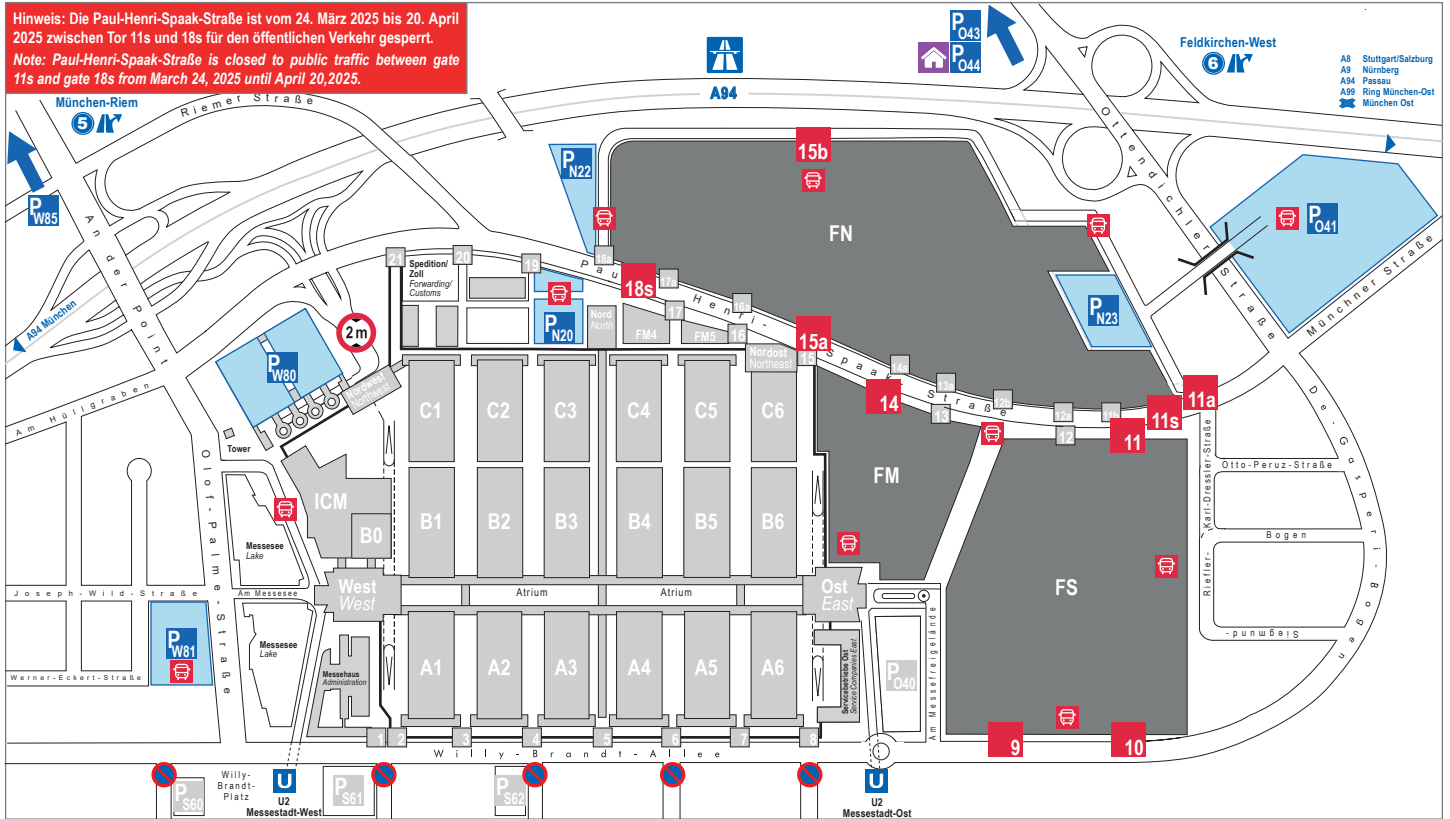 Hinweis: Die Paul-Henri-Spaak-Straße ist vom 24. März 2025 bis 20. April
2025 zwischen Tor 11s und 18s für den öffentlichen Verkehr gesperrt.
Note: Paul-Henri-Spaak-Straße is closed to public traffic between gate
11s and gate 18s from March 24, 2025 until April 20,2025.
P O43
P O44
A94
Feldkirchen-West
6
A8 Stuttgart/Salzburg
A9 Nürnberg
A94 Passau
A99 Ring München-Ost
München Ost
München-Riem
5
Riemer Straße
P W85
An der Point
A94 München
Am Hüllgraben
P N22
15b
FN
Ottendichler Straße
P O41
Münchner Straße
P N23
21
20
19
18a
18s
17a
17
16a
16
15a
15
14a
14
13a
13
12b
12a
12
11b
11
11s
11a
Paul-Henri-Spaak-Straße
Spedition/
Zoll
Forwarding/
Customs
P N20
Nord
North
FM4
FM5
Nordost
Northeast
2 m
P W80
Nordwest
Northwest
Tower
Olof-Palme-Straße
C1
C2
C3
C4
C5
C6
FM
De-Gasperi-Bogen
Karl-Dressler-Straße
Otto-Peruz-Straße
Bogen
Riefler-
Siegmund-
ICM
B0
B1
B2
B3
B4
B5
B6
FS
Messesee
Lake
Joseph-Wild-Straße
Am Messesee
West
West
Atrium
Atrium
Ost
East
Am Messefreigelände
P W81
Werner-Eckert-Straße
Messesee
Lake
Messehaus
Administration
A1
A2
A3
A4
A5
A6
Servicebetriebe Ost
Service Companies East
P O40
1
2
3
4
5
6
7
8
9
10
Willy-Brandt-Allee
P S60
Willy-
Brandt-
Platz
U
U2
Messestadt-West
P S61
P S62
U
U2
Messestadt-Ost